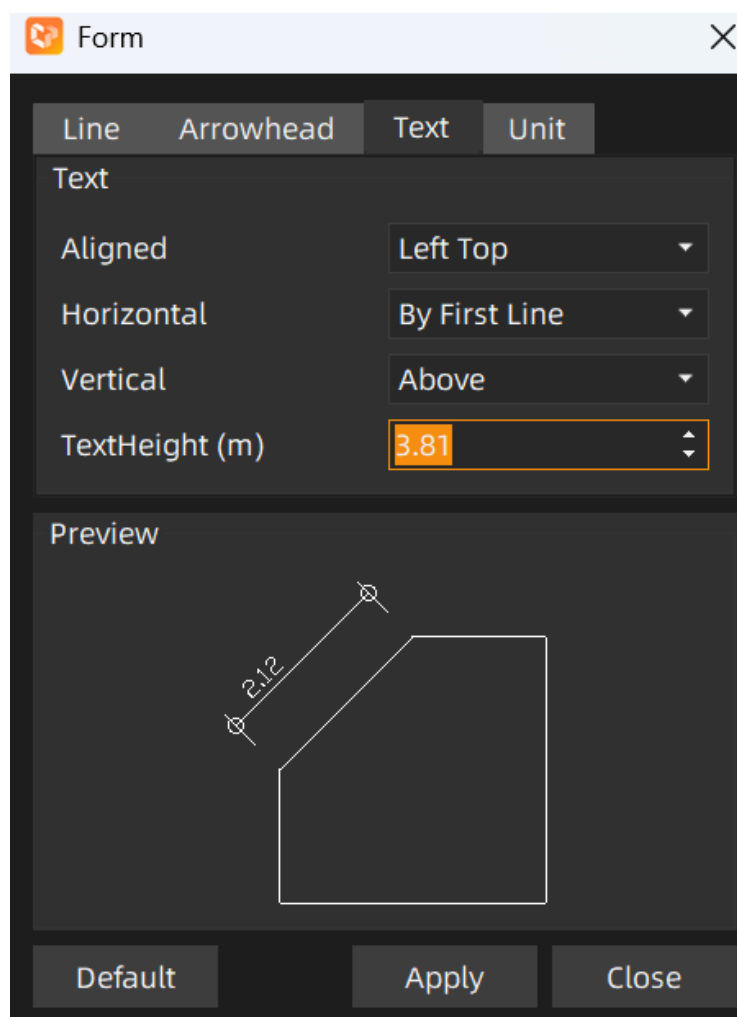 Form
Line Arrowhead Text Unit
Text
Aligned Left Top
Horizontal By First Line
Vertical Above
TextHeight (m) 3.81
Preview
2.12
Default Apply Close